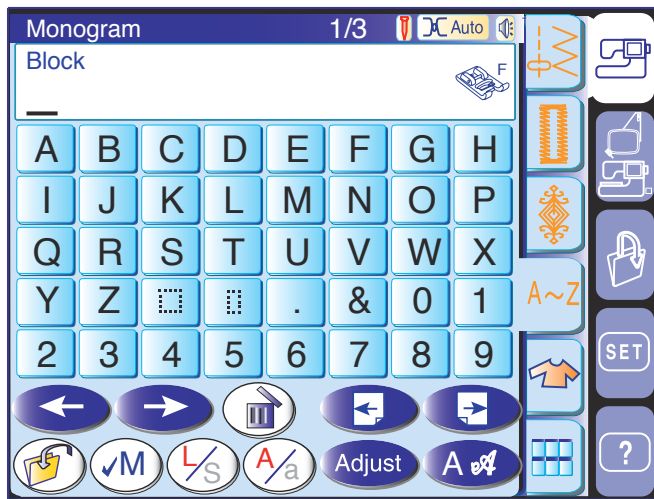 Monogram 1/3 Auto
Block
F
A B C D E F G H
I J K L M N O P
Q R S T U V W X
Y Z . & 0 1
A~Z
2 3 4 5 6 7 8 9
SET
✓M L/S A/a Adjust A A
?